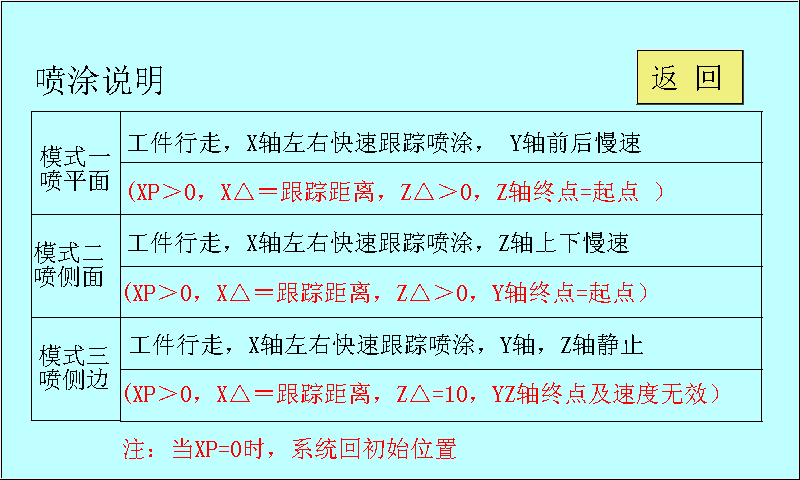 喷涂说明
返 回
模式一
喷平面
工件行走，X轴左右快速跟踪喷涂， Y轴前后慢速
(XP＞0，X△＝跟踪距离，Z△＞0，Z轴终点=起点 ）
模式二
喷侧面
工件行走，X轴左右快速跟踪喷涂，Z轴上下慢速
(XP＞0，X△＝跟踪距离，Z△＞0，Y轴终点=起点）
模式三
喷侧边
工件行走，X轴左右快速跟踪喷涂，Y轴，Z轴静止
(XP＞0，X△＝跟踪距离，Z△=10，YZ轴终点及速度无效）
注：当XP=0时，系统回初始位置